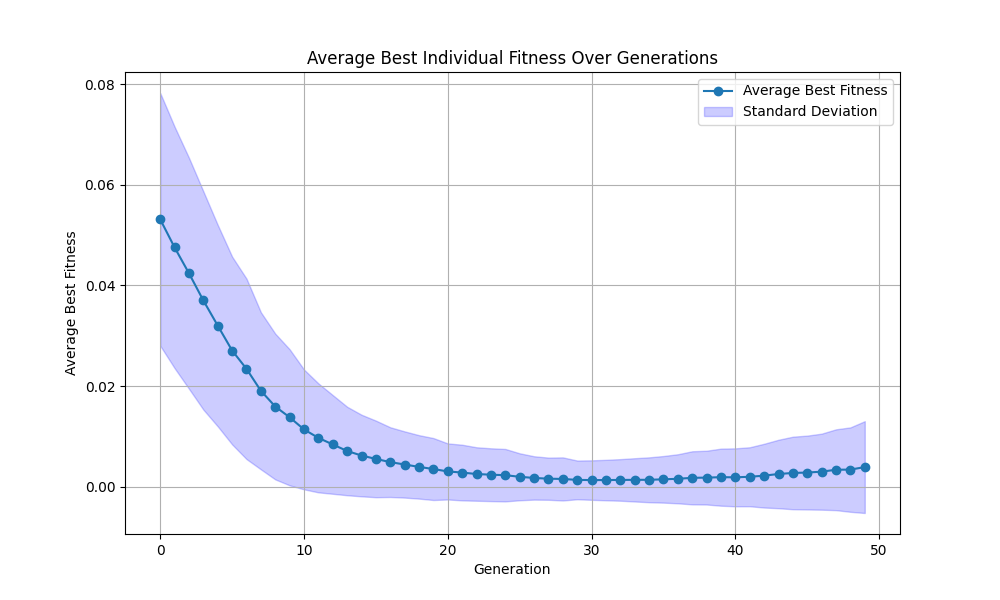 Average Best Individual Fitness Over Generations
Average Best Fitness
Standard Deviation
0.08
0.06
0.04
0.02
0.00
Average Best Fitness
0
10
20
30
40
50
Generation